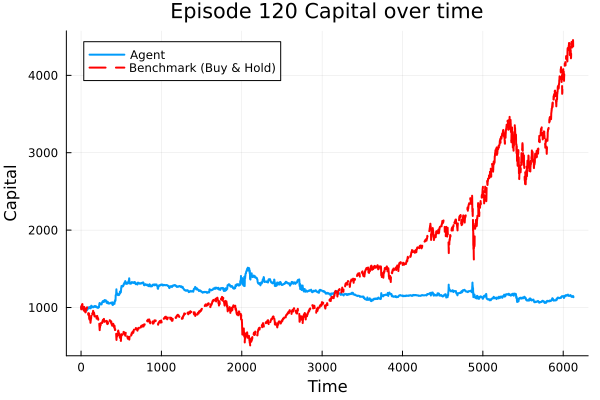 Episode 120 Capital over time
Agent
Benchmark (Buy & Hold)
Capital
4000
3000
2000
1000
0
1000
2000
3000
4000
5000
6000
Time